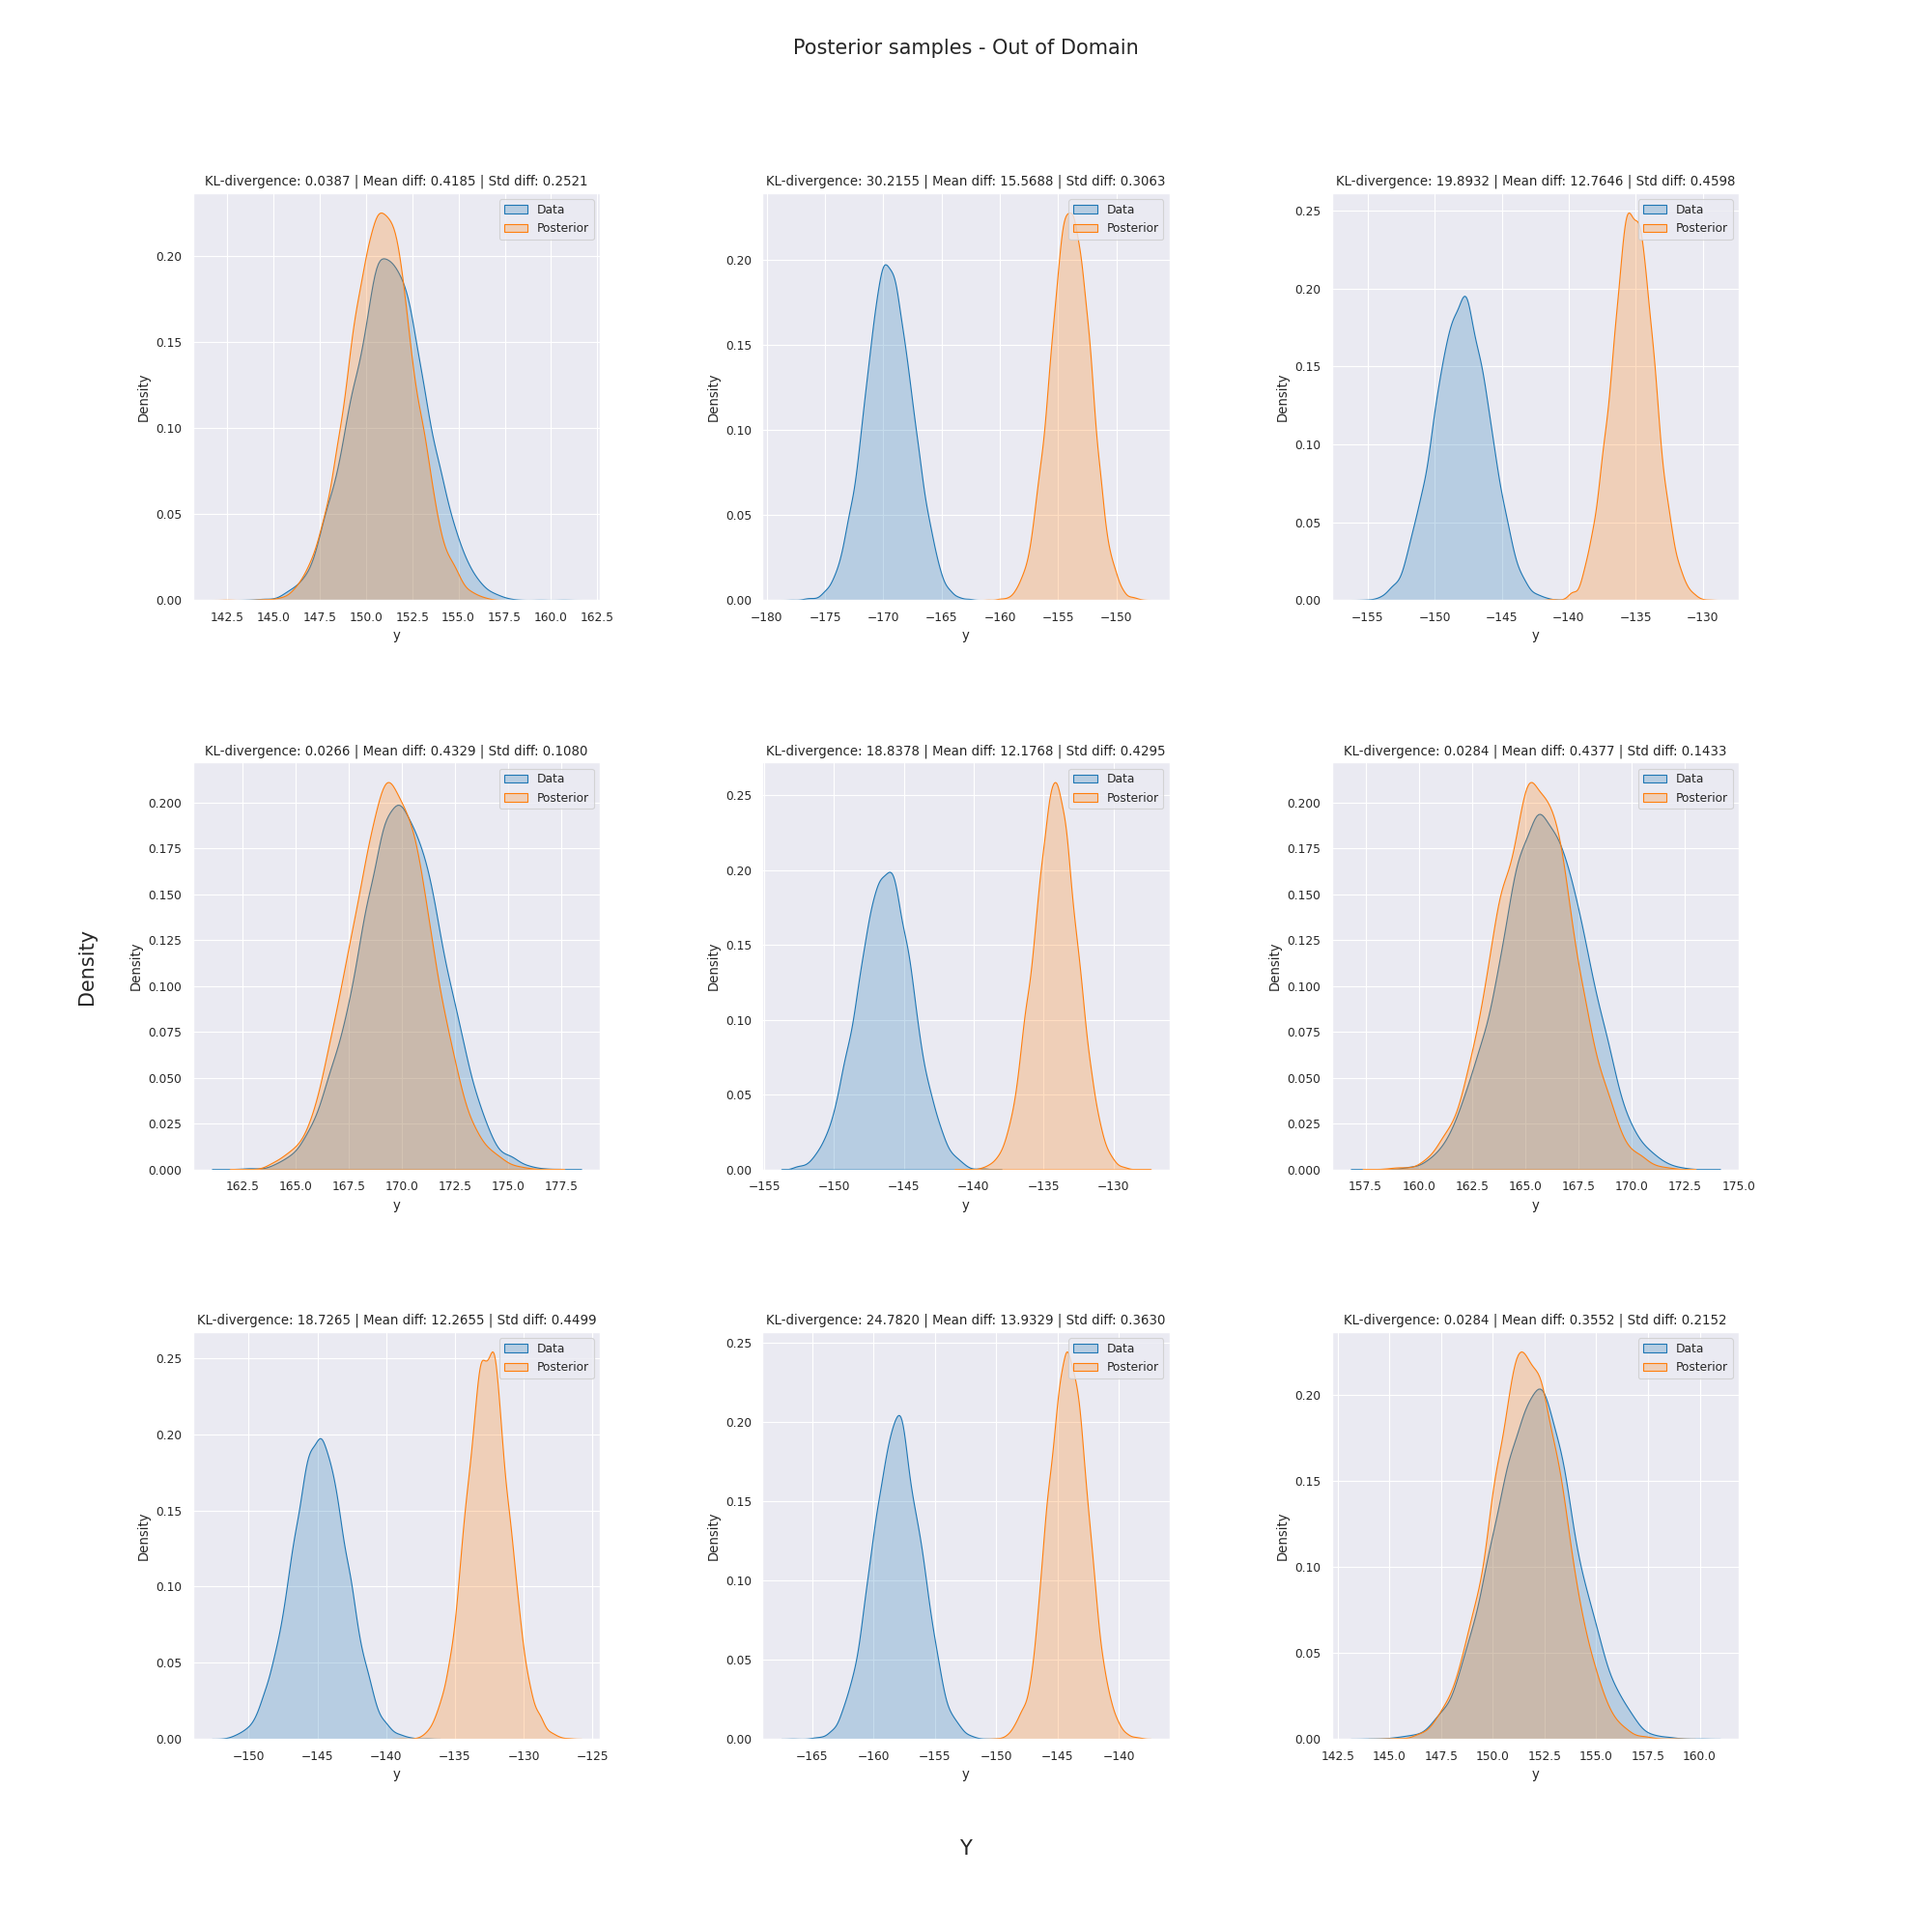 Posterior samples - Out of Domain
KL-divergence: 0.0387 | Mean diff: 0.4185 | Std diff: 0.2521
Data
Posterior
Density
0.20
0.15
0.10
0.05
0.00
142.5 145.0 147.5 150.0 152.5 155.0 157.5 160.0 162.5
y
KL-divergence: 30.2155 | Mean diff: 15.5688 | Std diff: 0.3063
Data
Posterior
Density
0.20
0.15
0.10
0.05
0.00
−180 −175 −170 −165 −160 −155 −150
y
KL-divergence: 19.8932 | Mean diff: 12.7646 | Std diff: 0.4598
Data
Posterior
Density
0.25
0.20
0.15
0.10
0.05
0.00
−155 −150 −145 −140 −135 −130
y
Density
KL-divergence: 0.0266 | Mean diff: 0.4329 | Std diff: 0.1080
Data
Posterior
Density
0.200
0.175
0.150
0.125
0.100
0.075
0.050
0.025
0.000
162.5 165.0 167.5 170.0 172.5 175.0 177.5
y
KL-divergence: 18.8378 | Mean diff: 12.1768 | Std diff: 0.4295
Data
Posterior
Density
0.25
0.20
0.15
0.10
0.05
0.00
−155 −150 −145 −140 −135 −130
y
KL-divergence: 0.0284 | Mean diff: 0.4377 | Std diff: 0.1433
Data
Posterior
Density
0.200
0.175
0.150
0.125
0.100
0.075
0.050
0.025
0.000
157.5 160.0 162.5 165.0 167.5 170.0 172.5 175.0
y
KL-divergence: 18.7265 | Mean diff: 12.2655 | Std diff: 0.4499
Data
Posterior
Density
0.25
0.20
0.15
0.10
0.05
0.00
−150 −145 −140 −135 −130 −125
y
KL-divergence: 24.7820 | Mean diff: 13.9329 | Std diff: 0.3630
Data
Posterior
Density
0.25
0.20
0.15
0.10
0.05
0.00
−165 −160 −155 −150 −145 −140
y
KL-divergence: 0.0284 | Mean diff: 0.3552 | Std diff: 0.2152
Data
Posterior
Density
0.20
0.15
0.10
0.05
0.00
142.5 145.0 147.5 150.0 152.5 155.0 157.5 160.0
y
Y